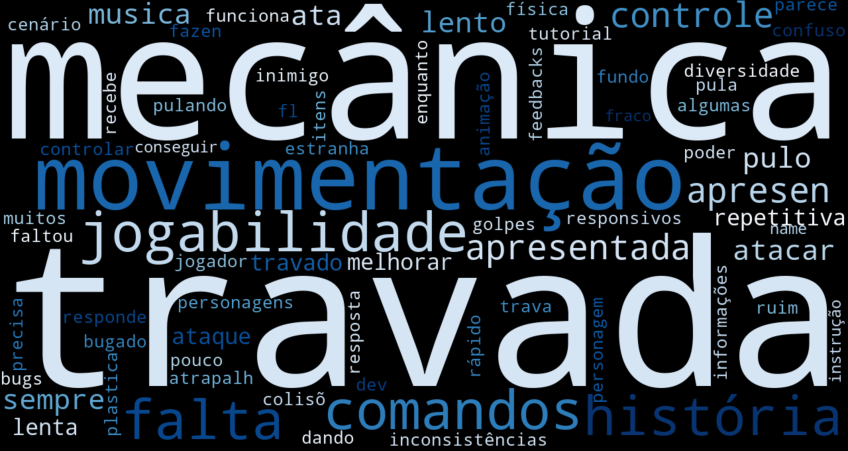 cenário
musica
fazen
funciona
ata
lento
física
tutorial
controle
parece
confuso
mecânica
recebe
inimigo
pulando
fl
itens
enquanto
animação
feedbacks
fundo
fraco
diversidade
pula
algumas
controlar
conseguir
estranha
movimentação
poder
pulo
apresen
muitos
faltou
jogabilidade
golpes
responsivos
repetitiva
name
jogador
travado
melhorar
apresentada
atacar
travada
precisa
responde
bugado
personagens
ataque
pouco
atrapalh
resposta
dev
trava
rápido
personagem
informações
ruim
instrução
bugs
sempre
lenta
plastica
falta
colisõ
dando
comandos
inconsistências
história